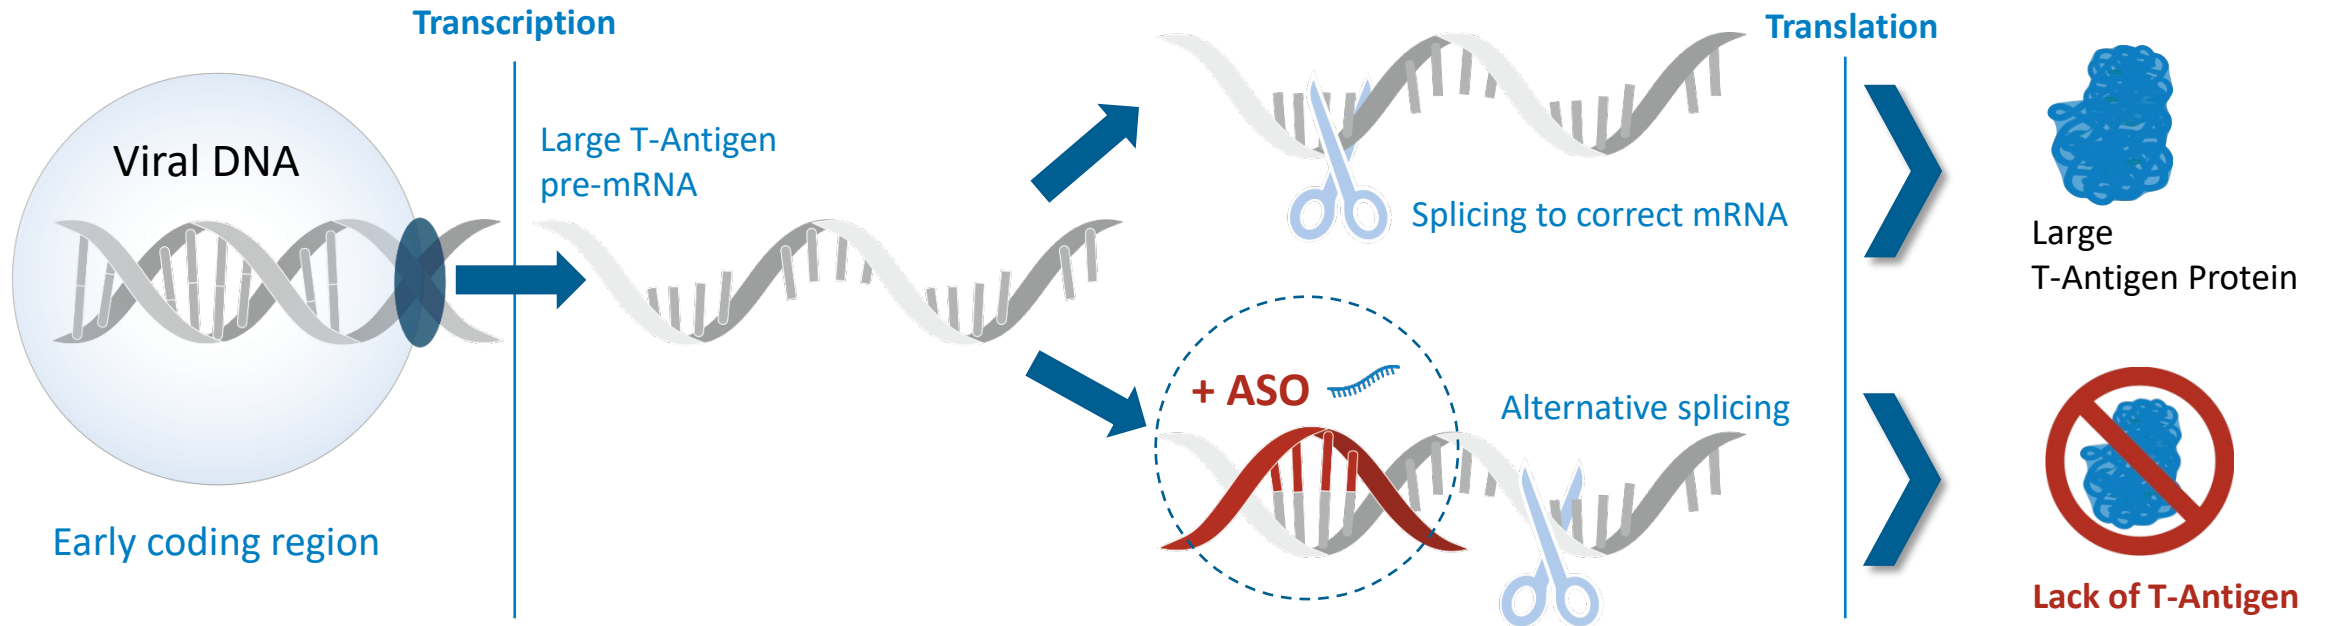 Transcription
Translation
Viral DNA
Large T-Antigen
pre-mRNA
Splicing to correct mRNA
Large
T-Antigen Protein
+ ASO
Alternative splicing
Early coding region
Lack of T-Antigen